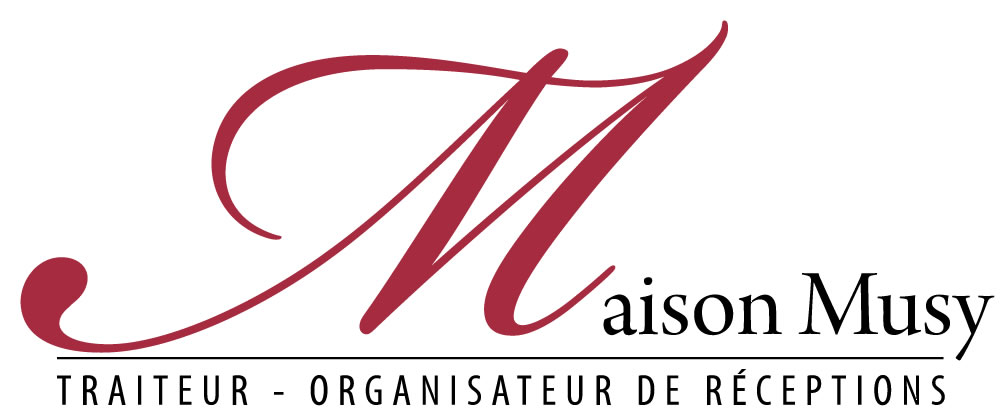 Maison Musy
TRAITEUR - ORGANISATEUR DE RÉCEPTIONS